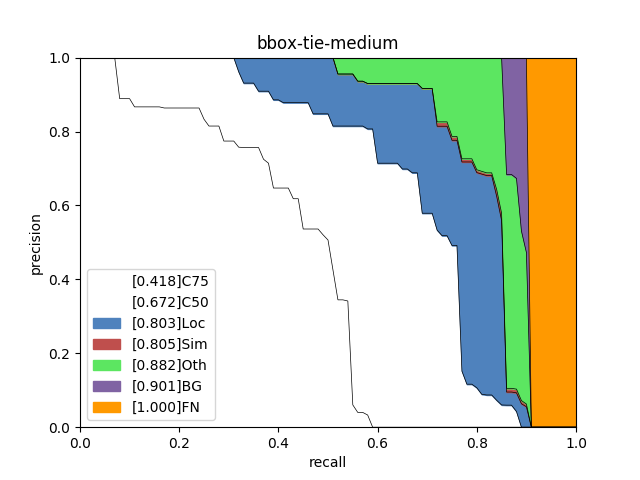 bbox-tie-medium
1.0
0.8
0.6
0.4
0.2
0.0
precision
[0.418]C75
[0.672]C50
[0.803]Loc
[0.805]Sim
[0.882]Oth
[0.901]BG
[1.000]FN
0.0 0.2 0.4 0.6 0.8 1.0
recall